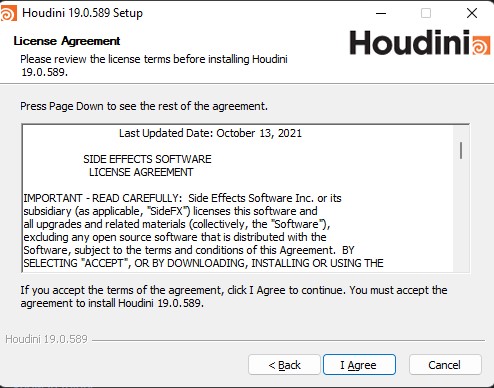 Houdini 19.0.589 Setup
License Agreement
Please review the license terms before installing Houdini
19.0.589.
Houdini
Press Page Down to see the rest of the agreement.
Last Updated Date: October 13, 2021
SIDE EFFECTS SOFTWARE
LICENSE AGREEMENT
IMPORTANT - READ CAREFULLY:  Side Effects Software Inc. or its
subsidiary (as applicable, "SideFX") licenses this software and
all upgrades and related materials (collectively, the "Software"),
excluding any open source software that is distributed with the
Software, subject to the terms and conditions of this Agreement.  BY
SELECTING "ACCEPT", OR BY DOWNLOADING, INSTALLING OR USING THE
If you accept the terms of the agreement, click I Agree to continue. You must accept the
agreement to install Houdini 19.0.589.
Houdini 19.0.589
< Back
I Agree
Cancel